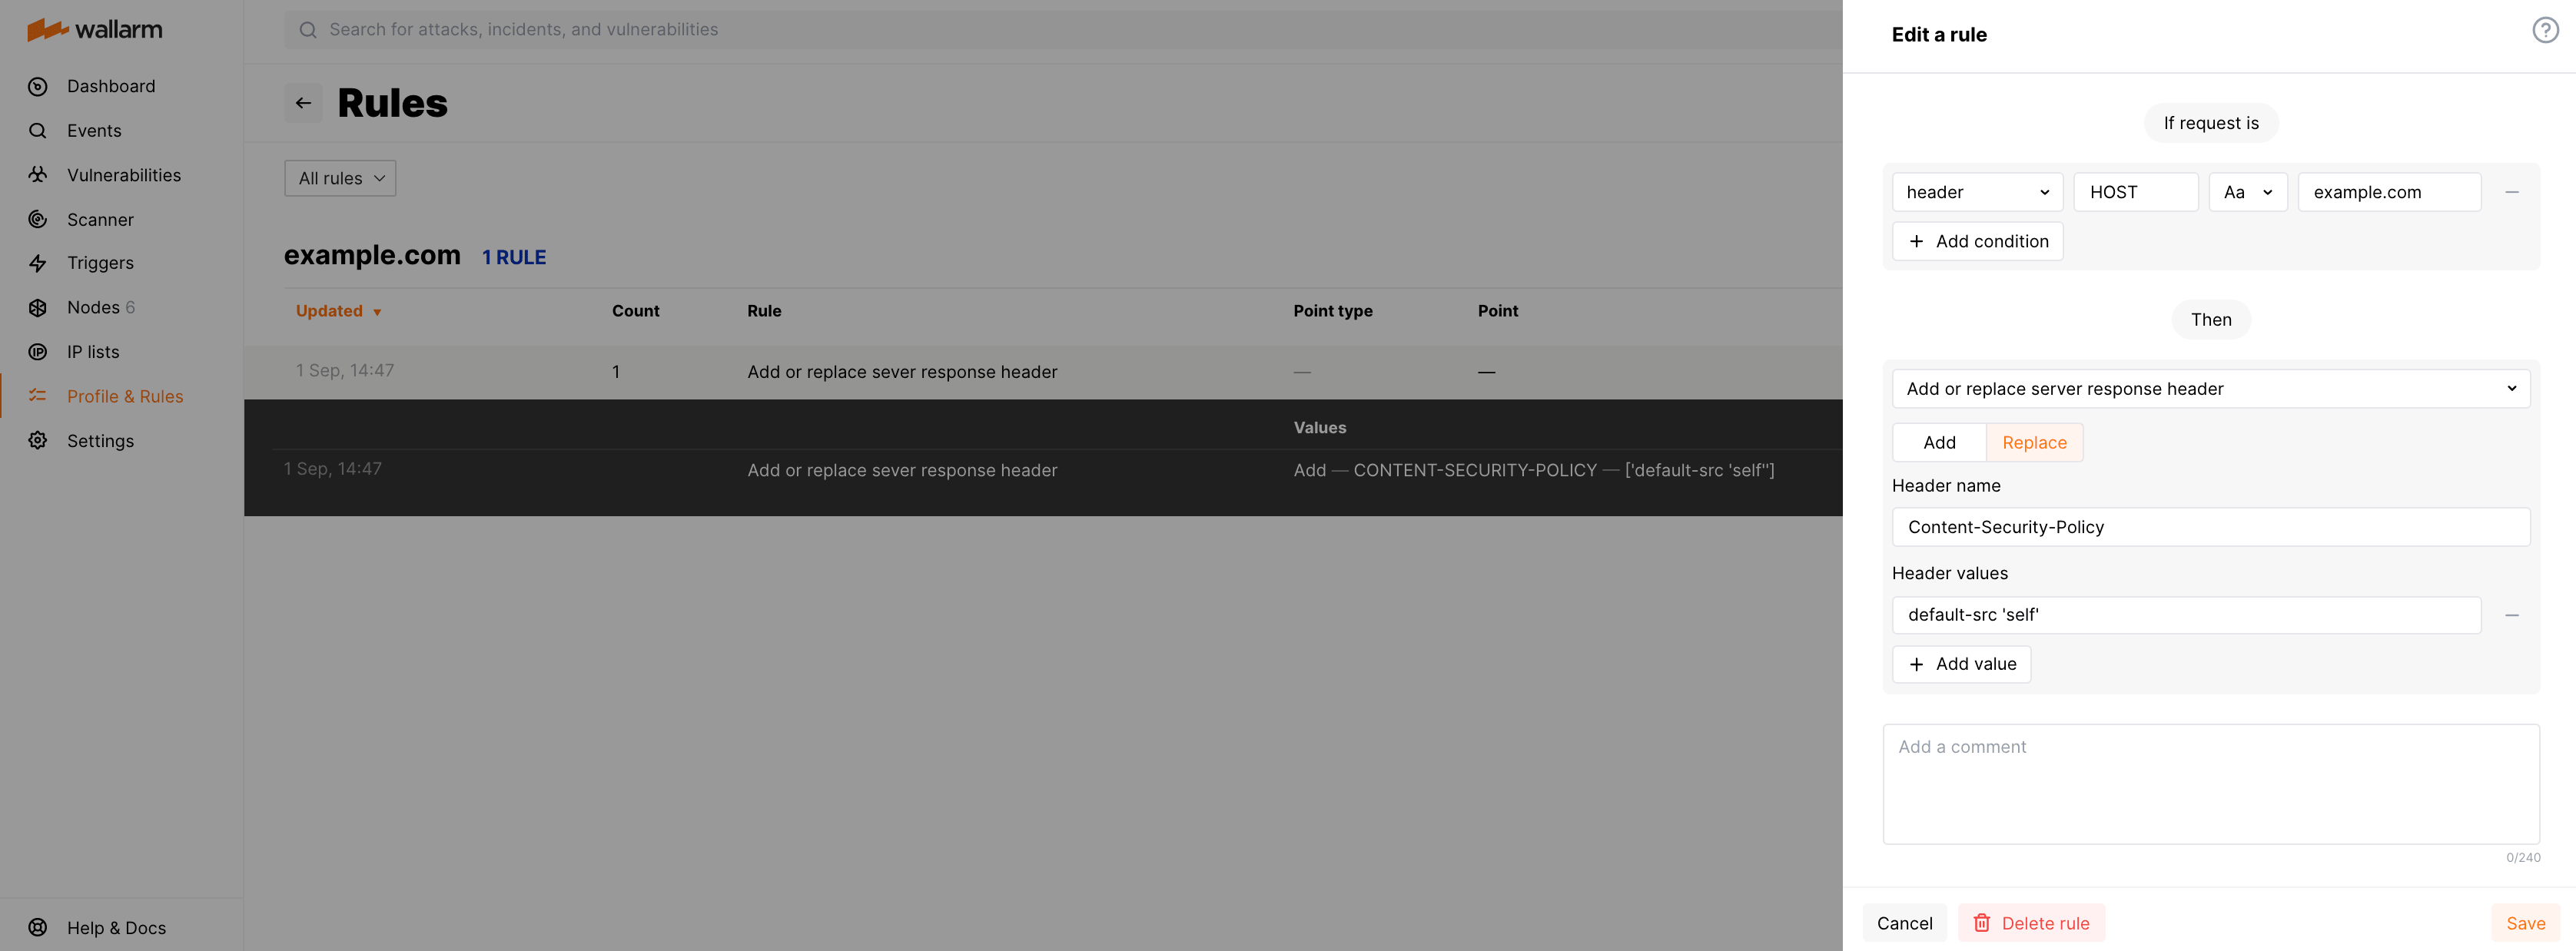 wallarm
Dashboard
Events
Vulnerabilities
Scanner
Triggers
Nodes 6
IP lists
Profile & Rules
Settings
Help & Docs
Search for attacks, incidents, and vulnerabilities
Rules
All rules
example.com 1 RULE
Updated Count Rule Point type Point
1 Sep, 14:47 1 Add or replace sever response header — —
Values
1 Sep, 14:47 Add or replace sever response header Add — CONTENT-SECURITY-POLICY — ['default-src 'self'']
Edit a rule
If request is
header HOST Aa example.com
Add condition
Then
Add or replace server response header
Add Replace
Header name
Content-Security-Policy
Header values
default-src 'self'
Add value
Add a comment
0/240
Cancel Delete rule Save